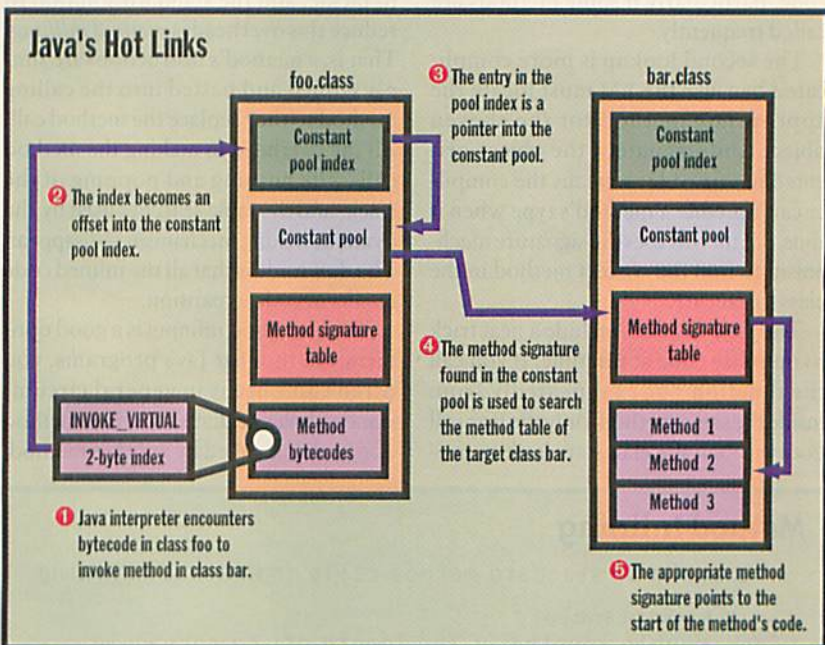 Java's Hot Links
foo.class
Constant
pool index
Constant pool
Method signature
table
Method
bytecodes
INVOKE_VIRTUAL
2-byte index
❶ Java interpreter encounters
bytecode in class foo to
invoke method in class bar.
❷ The index becomes an
offset into the constant
pool index.
❸ The entry in the
pool index is a
pointer into the
constant pool.
❹ The method signature
found in the constant
pool is used to search
the method table of
the target class bar.
bar.class
Constant
pool index
Constant pool
Method signature
table
Method 1
Method 2
Method 3
❺ The appropriate method
signature points to the
start of the method's code.